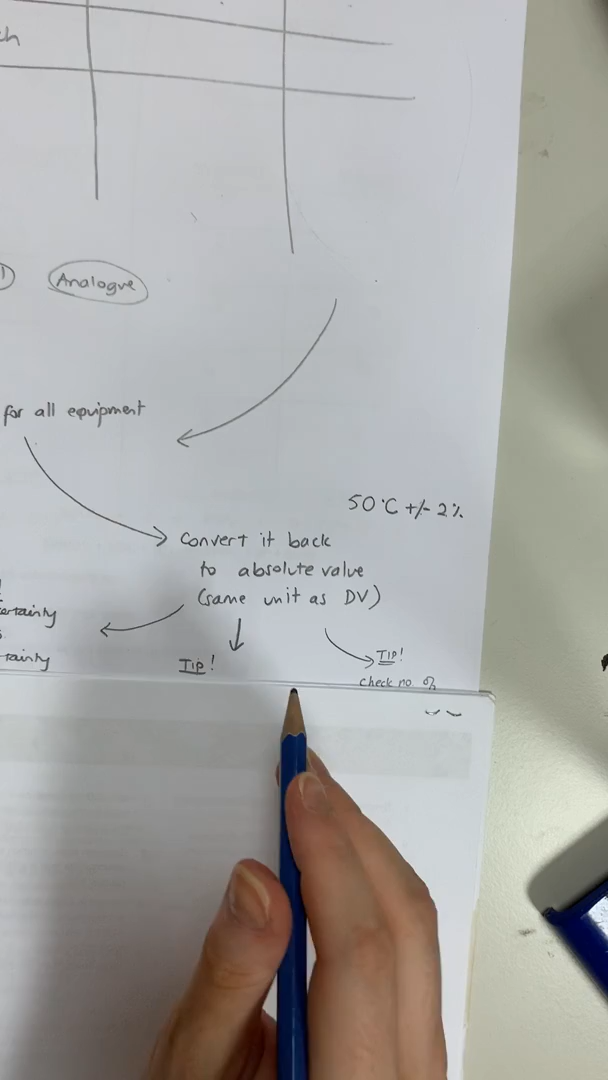 Analogue
for all equipment
50°C +/- 2%
Convert it back
to absolute value
(same unit as DV)
TIP!
TIP!
check no. of